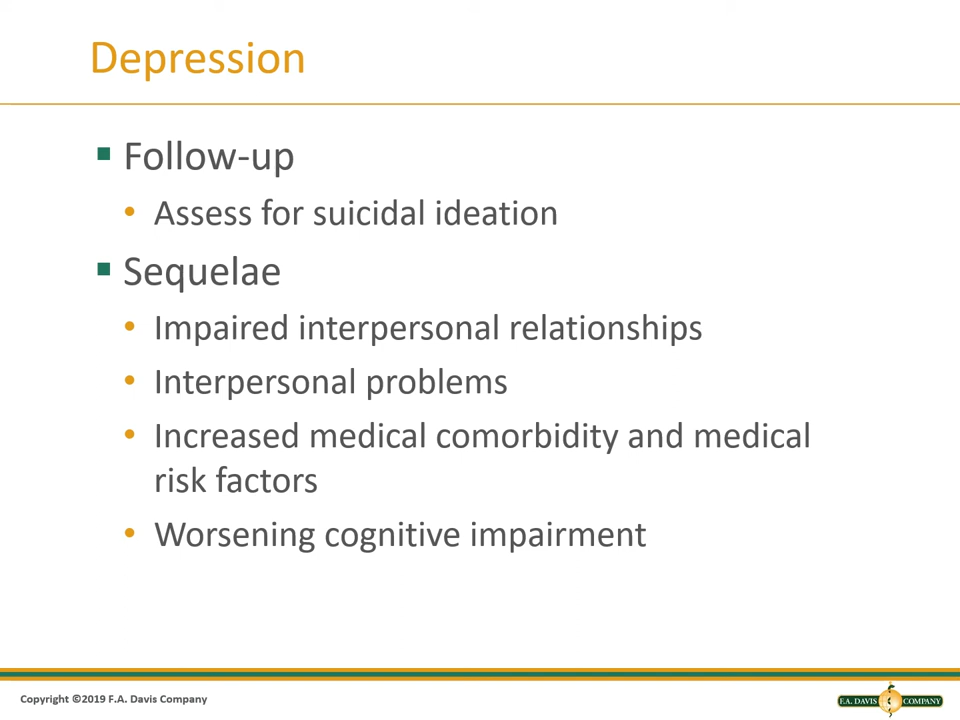 Depression
Follow-up
Assess for suicidal ideation
Sequelae
Impaired interpersonal relationships
Interpersonal problems
Increased medical comorbidity and medical
risk factors
Worsening cognitive impairment
Copyright ©2019 F.A. Davis Company
F.A. DAVIS COMPANY